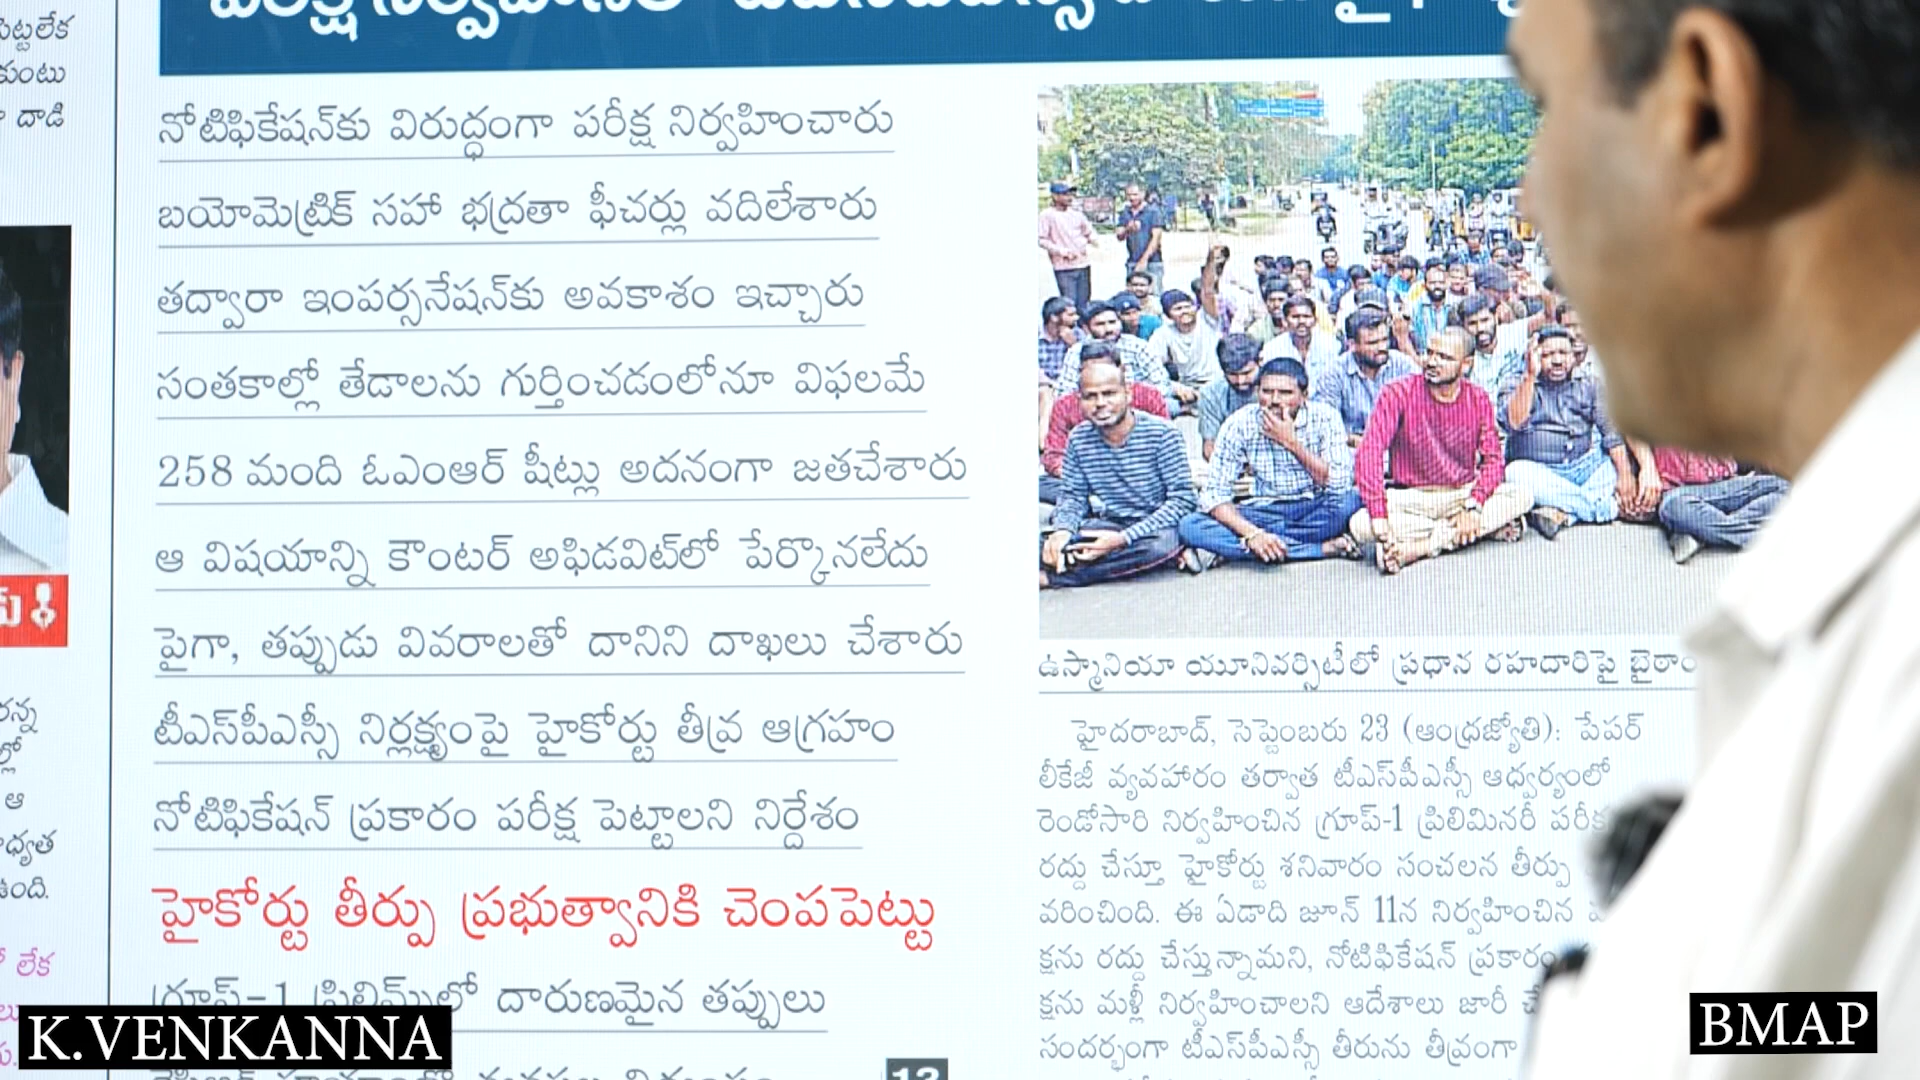 పెట్టలేక
కుంటు
దాడి
నోటిఫికేషన్‌కు విరుద్ధంగా పరీక్ష నిర్వహించారు
బయోమెట్రిక్ సహా భద్రతా ఫీచర్లు వదిలేశారు
తద్వారా ఇంపర్సనేషన్‌కు అవకాశం ఇచ్చారు
సంతకాల్లో తేడాలను గుర్తించడంలోనూ విఫలమే
258 మంది ఓఎంఆర్ షీట్లు అదనంగా జతచేశారు
ఆ విషయాన్ని కౌంటర్ అఫిడవిట్‌లో పేర్కొనలేదు
పైగా, తప్పుడు వివరాలతో దానిని దాఖలు చేశారు
టీఎస్‌పీఎస్సీ నిర్లక్ష్యంపై హైకోర్టు తీవ్ర ఆగ్రహం
నోటిఫికేషన్ ప్రకారం పరీక్ష పెట్టాలని నిర్దేశం
హైకోర్టు తీర్పు ప్రభుత్వానికి చెంపపెట్టు
గ్రూప్-1 ప్రిలిమ్స్‌లో దారుణమైన తప్పులు
ఉస్మానియా యూనివర్సిటీలో ప్రధాన రహదారిపై
హైదరాబాద్, సెప్టెంబరు 23 (ఆంధ్రజ్యోతి): పేపర్
లీకేజీ వ్యవహారం తర్వాత టీఎస్‌పీఎస్సీ ఆధ్వర్యంలో
రెండోసారి నిర్వహించిన గ్రూప్-1 ప్రిలిమినరీ
రద్దు చేస్తూ హైకోర్టు శనివారం సంచలన తీర్పు
వరించింది. ఈ ఏడాది జూన్ 11న నిర్వహించిన
క్షను రద్దు చేస్తున్నామని, నోటిఫికేషన్ ప్రకారం
క్షను మళ్లీ నిర్వహించాలని ఆదేశాలు జారీ
సందర్భంగా టీఎస్‌పీఎస్సీ తీరును తీవ్రంగా
ఆ
ఉంది.
లేక
K.VENKANNA
BMAP